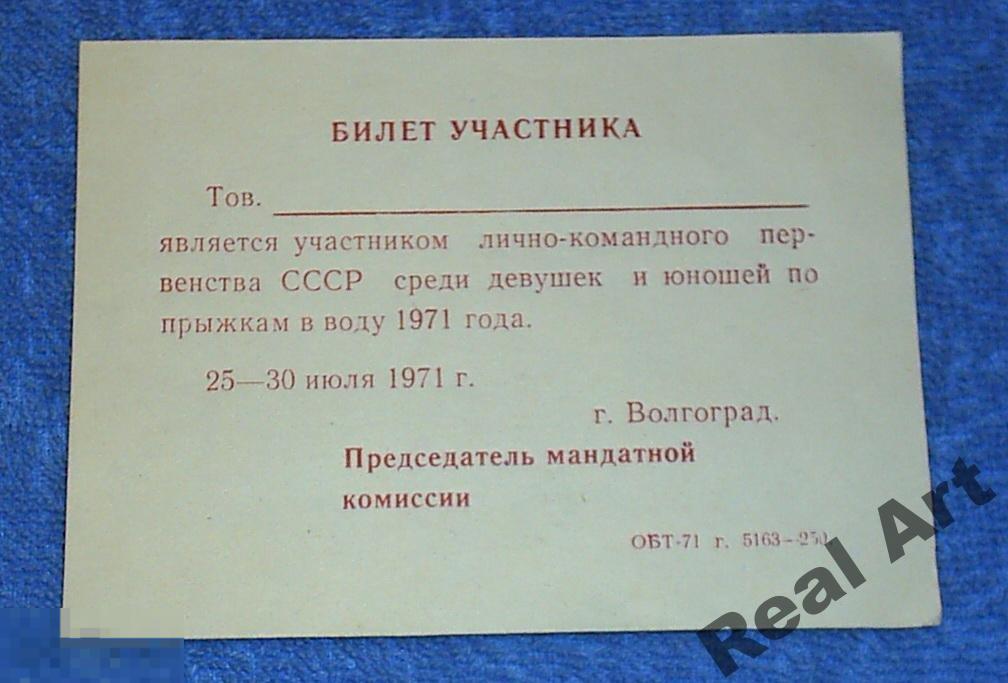 БИЛЕТ УЧАСТНИКА
Тов.
является участником лично-командного пер-
венства СССР среди девушек и юношей по
прыжкам в воду 1971 года.
25—30 июля 1971 г.
г. Волгоград.
Председатель мандатной
комиссии
ОБТ-71 г. 5163—250.
Real Art